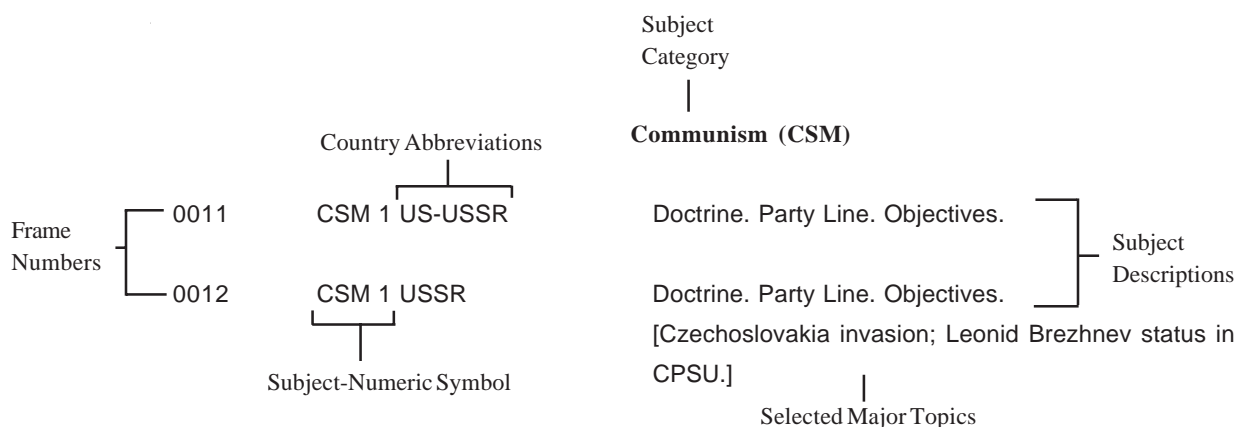 Subject
Category
Communism (CSM)
Country Abbreviations
Frame
Numbers
0011 CSM 1 US-USSR Doctrine. Party Line. Objectives.
Subject
Descriptions
0012 CSM 1 USSR Doctrine. Party Line. Objectives.
[Czechoslovakia invasion; Leonid Brezhnev status in
CPSU.]
Subject-Numeric Symbol
Selected Major Topics